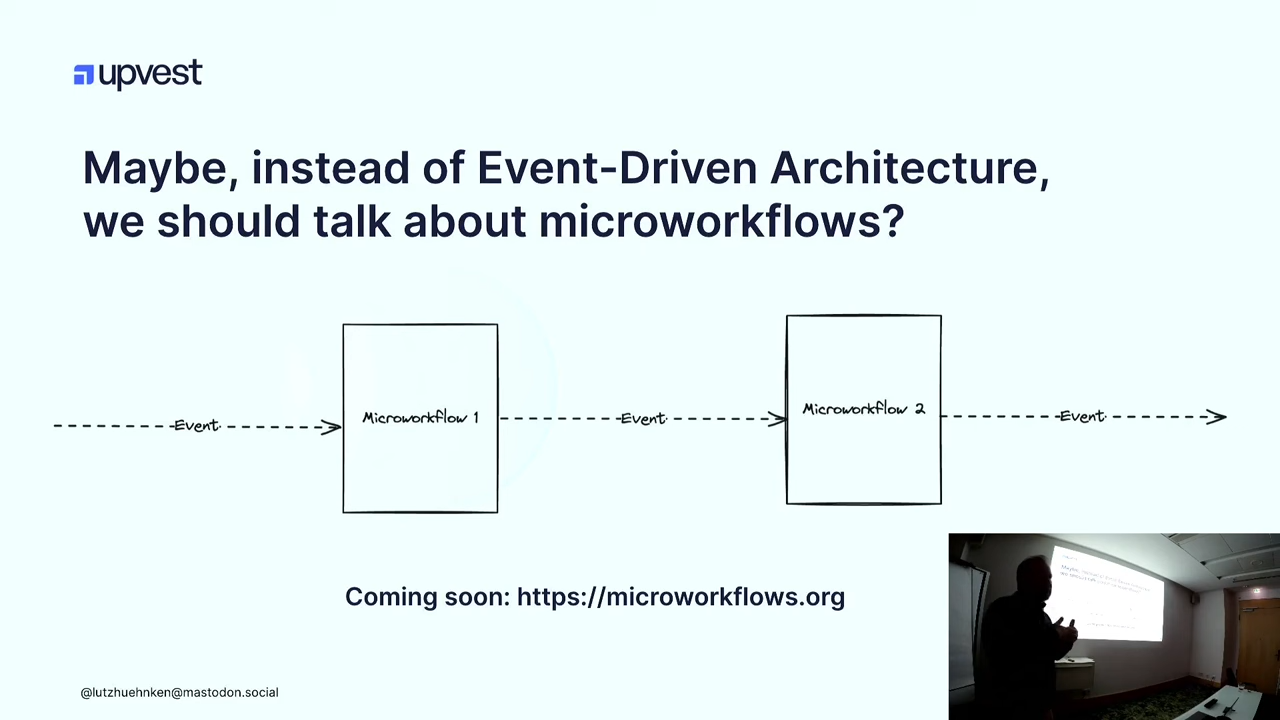 upvest
Maybe, instead of Event-Driven Architecture,
we should talk about microworkflows?
Event
Microworkflow 1
Event
Microworkflow 2
Event
Coming soon: https://microworkflows.org
@lutzhuehnken@mastodon.social